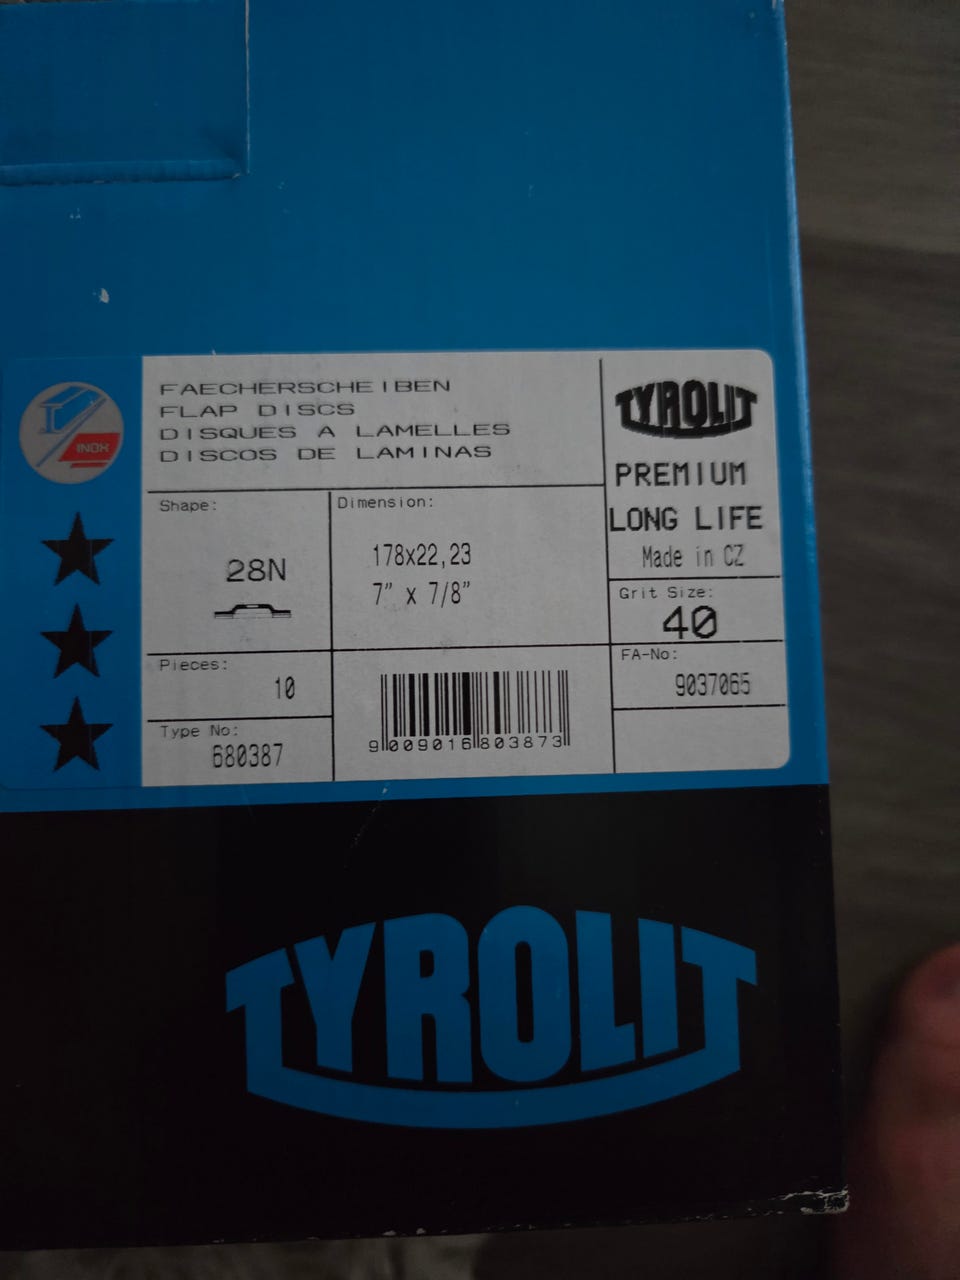 FAECHERSCHEIBEN
FLAP DISCS
DISQUES A LAMELLES
DISCOS DE LAMINAS
TYROLIT
PREMIUM
LONG LIFE
Made in CZ
INOX
Shape:
28N
Dimension:
178x22,23
7" x 7/8"
Grit Size:
40
Pieces:
10
FA-No:
9037065
Type No:
680387
9 009016 803873
TYROLIT